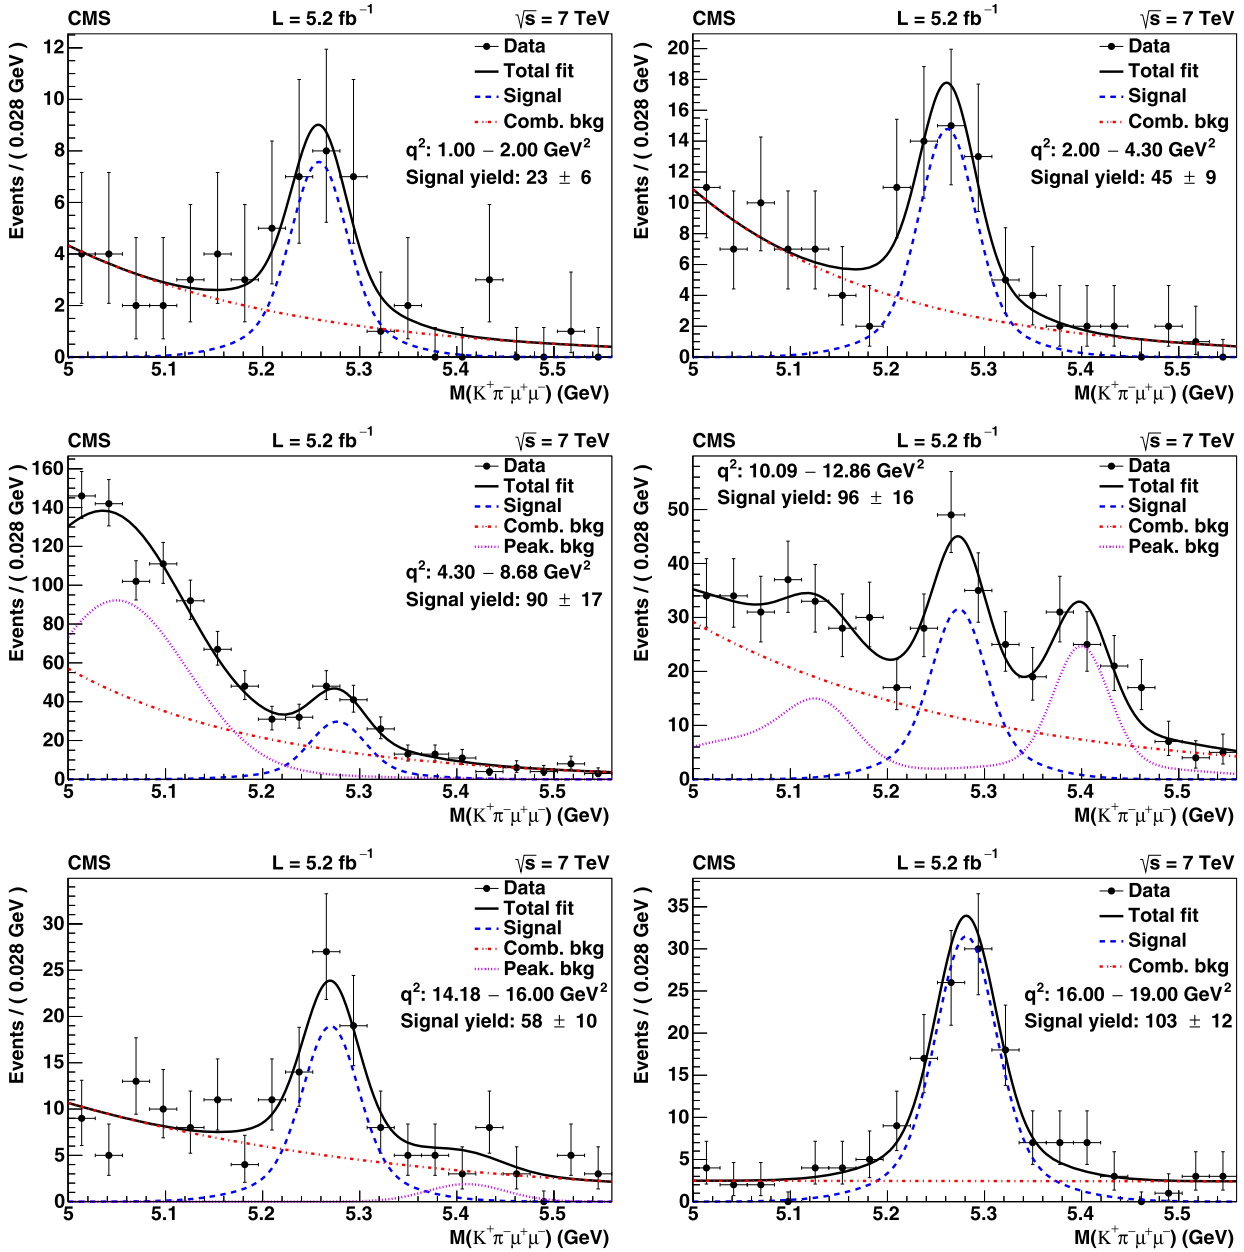 CMS L = 5.2 fb⁻¹ √s = 7 TeV
Events / ( 0.028 GeV )
12
10
8
6
4
2
0
Data
Total fit
Signal
Comb. bkg
q²: 1.00 − 2.00 GeV²
Signal yield: 23 ± 6
5 5.1 5.2 5.3 5.4 5.5
M(K⁺π⁻μ⁺μ⁻) (GeV)
CMS L = 5.2 fb⁻¹ √s = 7 TeV
Events / ( 0.028 GeV )
20
18
16
14
12
10
8
6
4
2
0
Data
Total fit
Signal
Comb. bkg
q²: 2.00 − 4.30 GeV²
Signal yield: 45 ± 9
5 5.1 5.2 5.3 5.4 5.5
M(K⁺π⁻μ⁺μ⁻) (GeV)
CMS L = 5.2 fb⁻¹ √s = 7 TeV
Events / ( 0.028 GeV )
160
140
120
100
80
60
40
20
0
Data
Total fit
Signal
Comb. bkg
Peak. bkg
q²: 4.30 − 8.68 GeV²
Signal yield: 90 ± 17
5 5.1 5.2 5.3 5.4 5.5
M(K⁺π⁻μ⁺μ⁻) (GeV)
CMS L = 5.2 fb⁻¹ √s = 7 TeV
Events / ( 0.028 GeV )
50
40
30
20
10
0
q²: 10.09 − 12.86 GeV²
Signal yield: 96 ± 16
Data
Total fit
Signal
Comb. bkg
Peak. bkg
5 5.1 5.2 5.3 5.4 5.5
M(K⁺π⁻μ⁺μ⁻) (GeV)
CMS L = 5.2 fb⁻¹ √s = 7 TeV
Events / ( 0.028 GeV )
30
25
20
15
10
5
0
Data
Total fit
Signal
Comb. bkg
Peak. bkg
q²: 14.18 − 16.00 GeV²
Signal yield: 58 ± 10
5 5.1 5.2 5.3 5.4 5.5
M(K⁺π⁻μ⁺μ⁻) (GeV)
CMS L = 5.2 fb⁻¹ √s = 7 TeV
Events / ( 0.028 GeV )
35
30
25
20
15
10
5
0
Data
Total fit
Signal
Comb. bkg
q²: 16.00 − 19.00 GeV²
Signal yield: 103 ± 12
5 5.1 5.2 5.3 5.4 5.5
M(K⁺π⁻μ⁺μ⁻) (GeV)